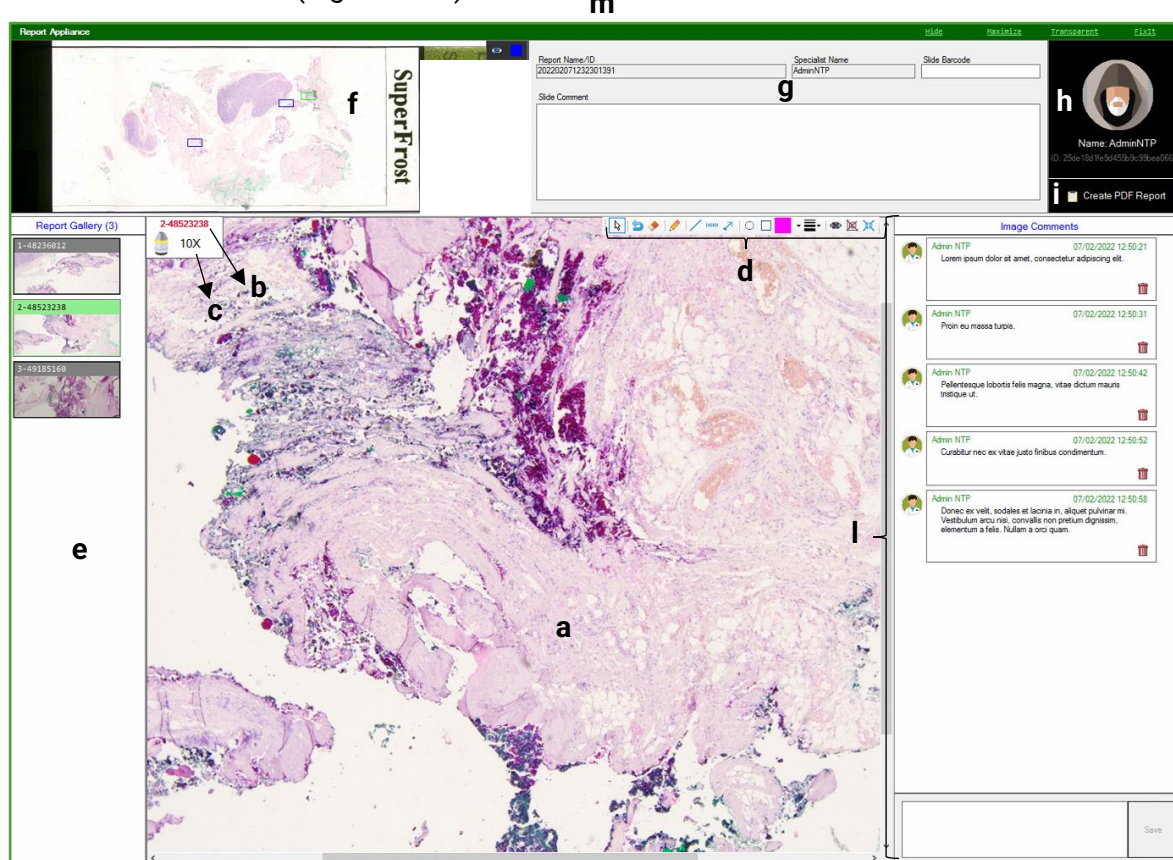 m
Report Appliance
Hide Maximize Transparent FixIt
SuperFrost
f
Report Name/ID Specialist Name Slide Barcode
202202071232301391 AdminNTP
g
Slide Comment
h
Name: AdminNTP
ID: 25de18d1fe9d455b9c99bea066
i Create PDF Report
Report Gallery (3)
1-48236012
2-48523238
3-49185160
e
2-48523238
10X
b
c
d
a
l
Image Comments
Admin NTP 07/02/2022 12:50:21
Lorem ipsum dolor sit amet, consectetur adipiscing elit.
Admin NTP 07/02/2022 12:50:31
Proin eu massa turpis.
Admin NTP 07/02/2022 12:50:42
Pellentesque lobortis felis magna, vitae dictum mauris
tristique ut.
Admin NTP 07/02/2022 12:50:52
Curabitur nec ex vitae justo finibus condimentum.
Admin NTP 07/02/2022 12:50:58
Donec ex velit, sodales et lacinia in, aliquet pulvinar mi.
Vestibulum arcu nisi, convallis non pretium dignissim,
elementum a felis. Nullam a orci quam.
Save